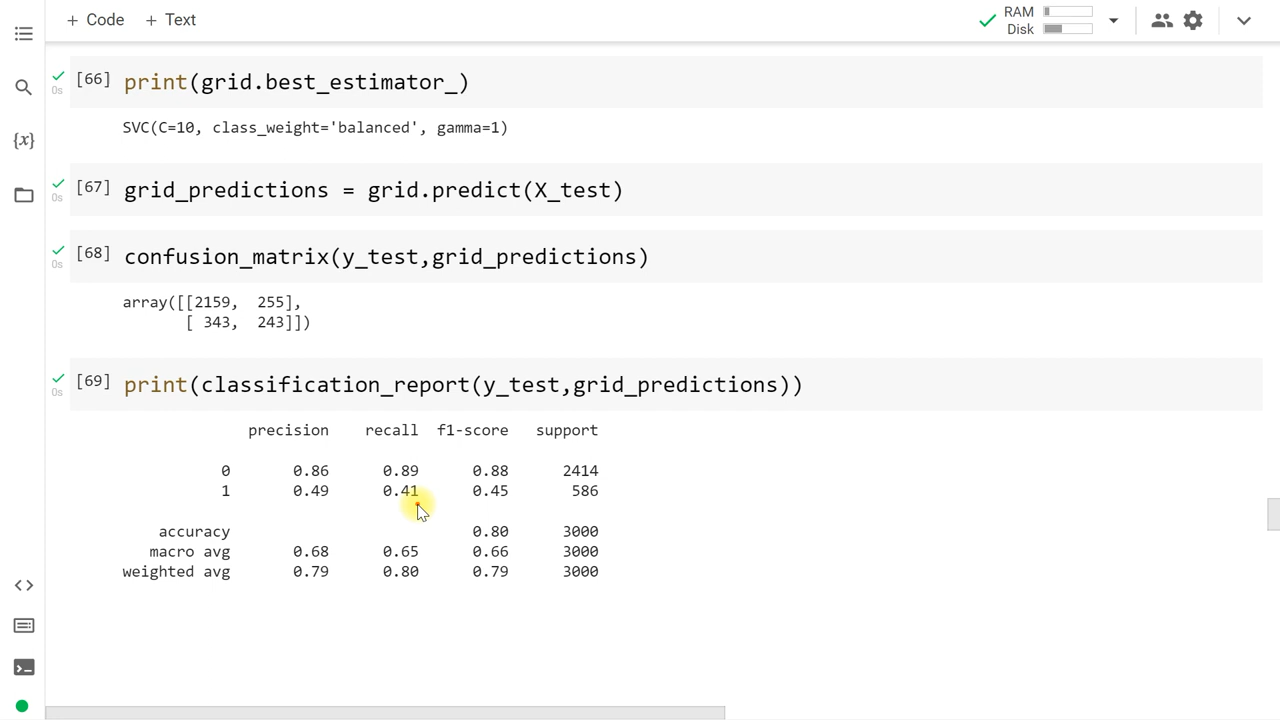 + Code + Text
RAM
Disk
[66] print(grid.best_estimator_)
0s
SVC(C=10, class_weight='balanced', gamma=1)
{x}
[67] grid_predictions = grid.predict(X_test)
0s
[68] confusion_matrix(y_test,grid_predictions)
0s
array([[2159, 255],
[ 343, 243]])
[69] print(classification_report(y_test,grid_predictions))
0s
precision recall f1-score support
0 0.86 0.89 0.88 2414
1 0.49 0.41 0.45 586
accuracy 0.80 3000
macro avg 0.68 0.65 0.66 3000
weighted avg 0.79 0.80 0.79 3000